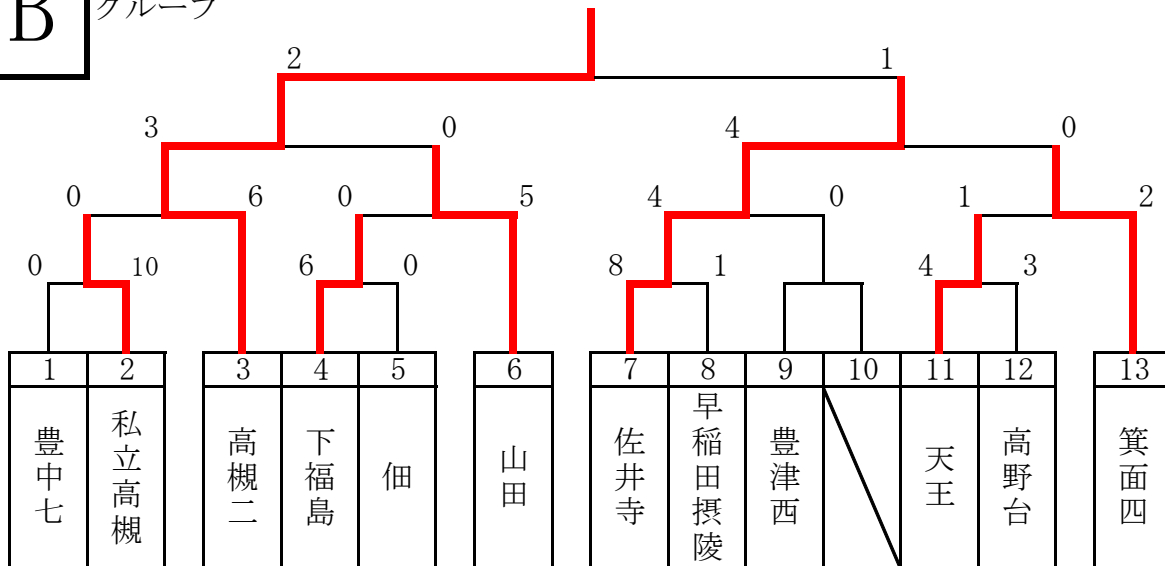 B
グループ
2 1
3 0 4 0
0 6 0 5 4 0 1 2
0 10 6 0 8 1 4 3
1 2 3 4 5 6 7 8 9 10 11 12 13
豊中七
私立高槻
高槻二
下福島
佃
山田
佐井寺
早稲田摂陵
豊津西
天王
高野台
箕面四